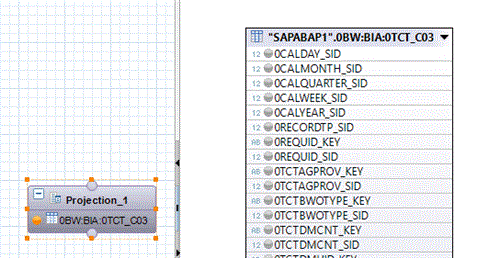 "SAPABAP1".0BW:BIA:0TCT_C03
12 0CALDAY_SID
12 0CALMONTH_SID
12 0CALQUARTER_SID
12 0CALWEEK_SID
12 0CALYEAR_SID
12 0RECORDTP_SID
AB 0REQUID_KEY
12 0REQUID_SID
AB 0TCTAGPROV_KEY
12 0TCTAGPROV_SID
AB 0TCTBWOTYPE_KEY
12 0TCTBWOTYPE_SID
AB 0TCTDMCNT_KEY
12 0TCTDMCNT_SID
Projection_1
0BW:BIA:0TCT_C03